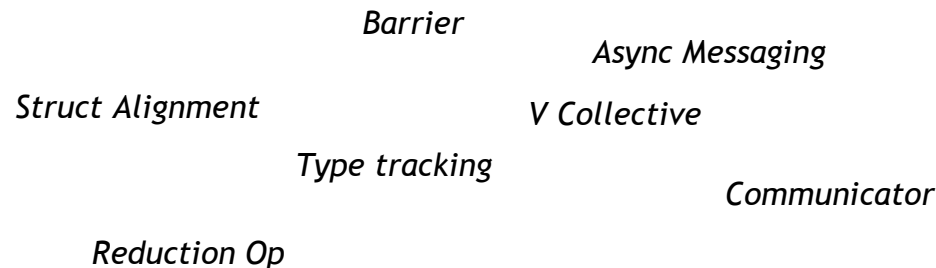 Barrier
Async Messaging
Struct Alignment
V Collective
Type tracking
Communicator
Reduction Op